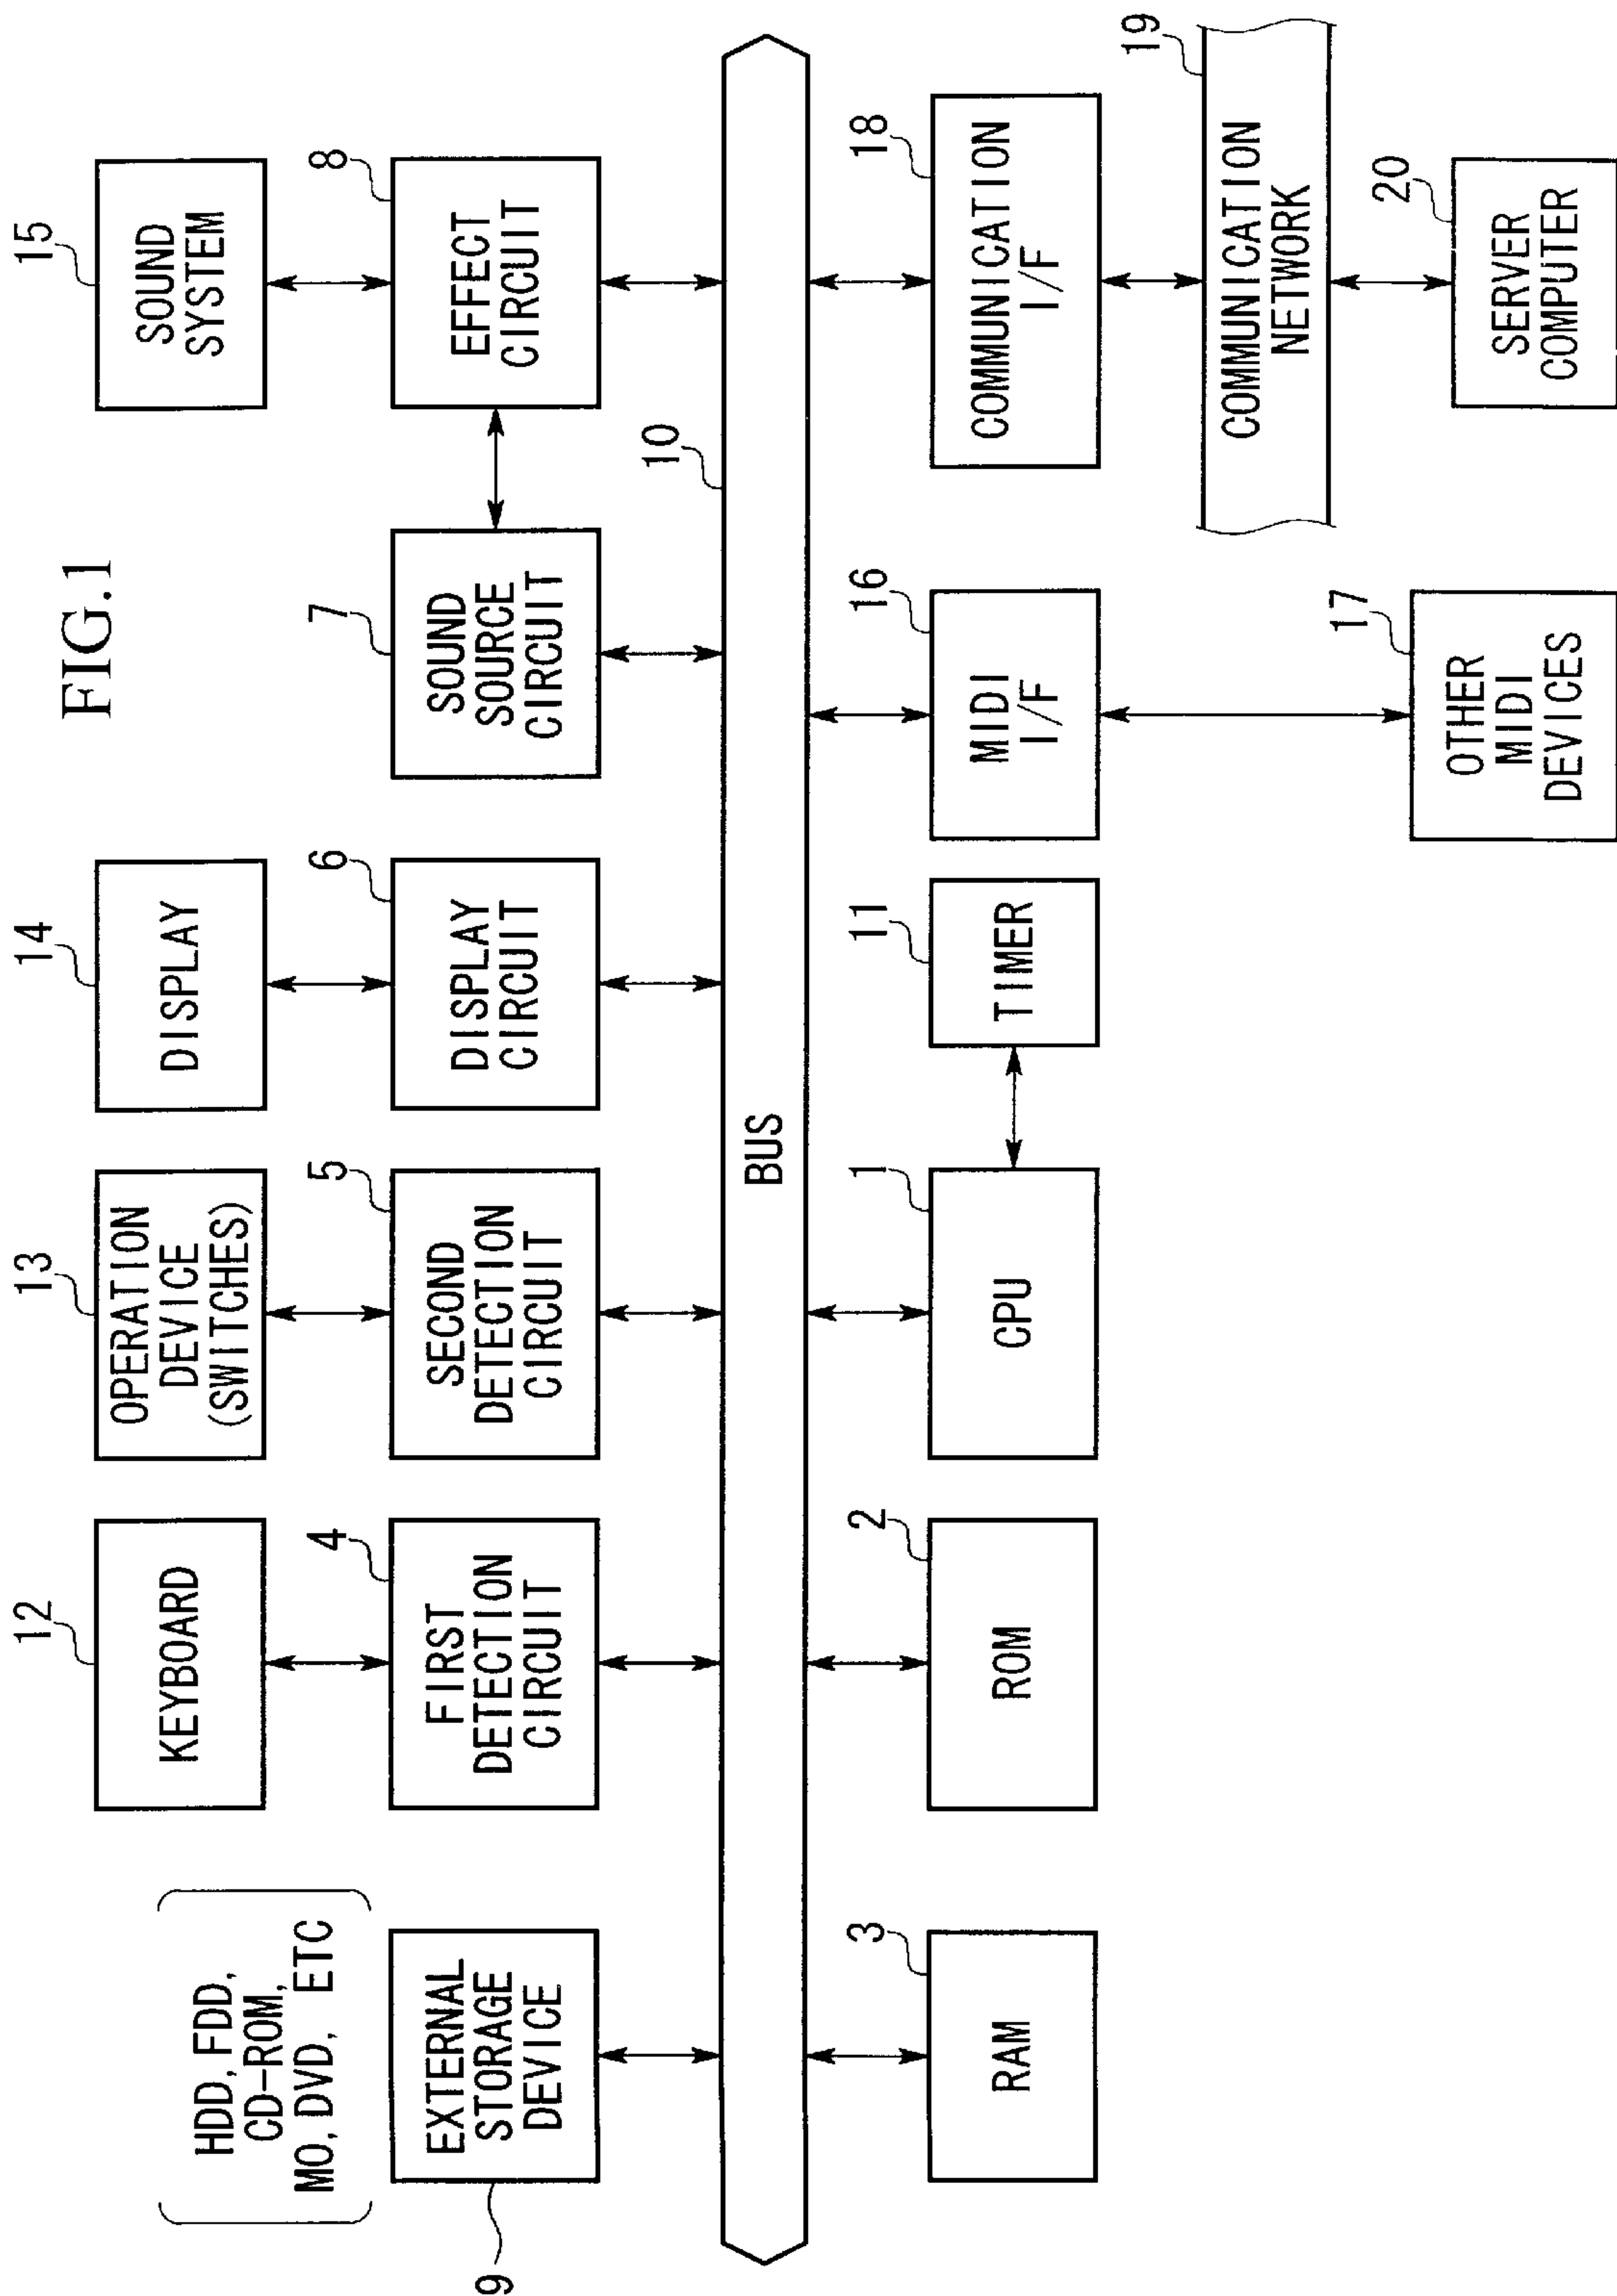 FIG.1
HDD, FDD,
CD-ROM,
MO, DVD, ETC
12
KEYBOARD
13
OPERATION
DEVICE
(SWITCHES)
14
DISPLAY
15
SOUND
SYSTEM
9
EXTERNAL
STORAGE
DEVICE
4
FIRST
DETECTION
CIRCUIT
5
SECOND
DETECTION
CIRCUIT
6
DISPLAY
CIRCUIT
7
SOUND
SOURCE
CIRCUIT
8
EFFECT
CIRCUIT
10
BUS
3
RAM
2
ROM
1
CPU
11
TIMER
16
MIDI
I/F
18
COMMUNICATION
I/F
19
COMMUNICATION
NETWORK
17
OTHER
MIDI
DEVICES
20
SERVER
COMPUTER